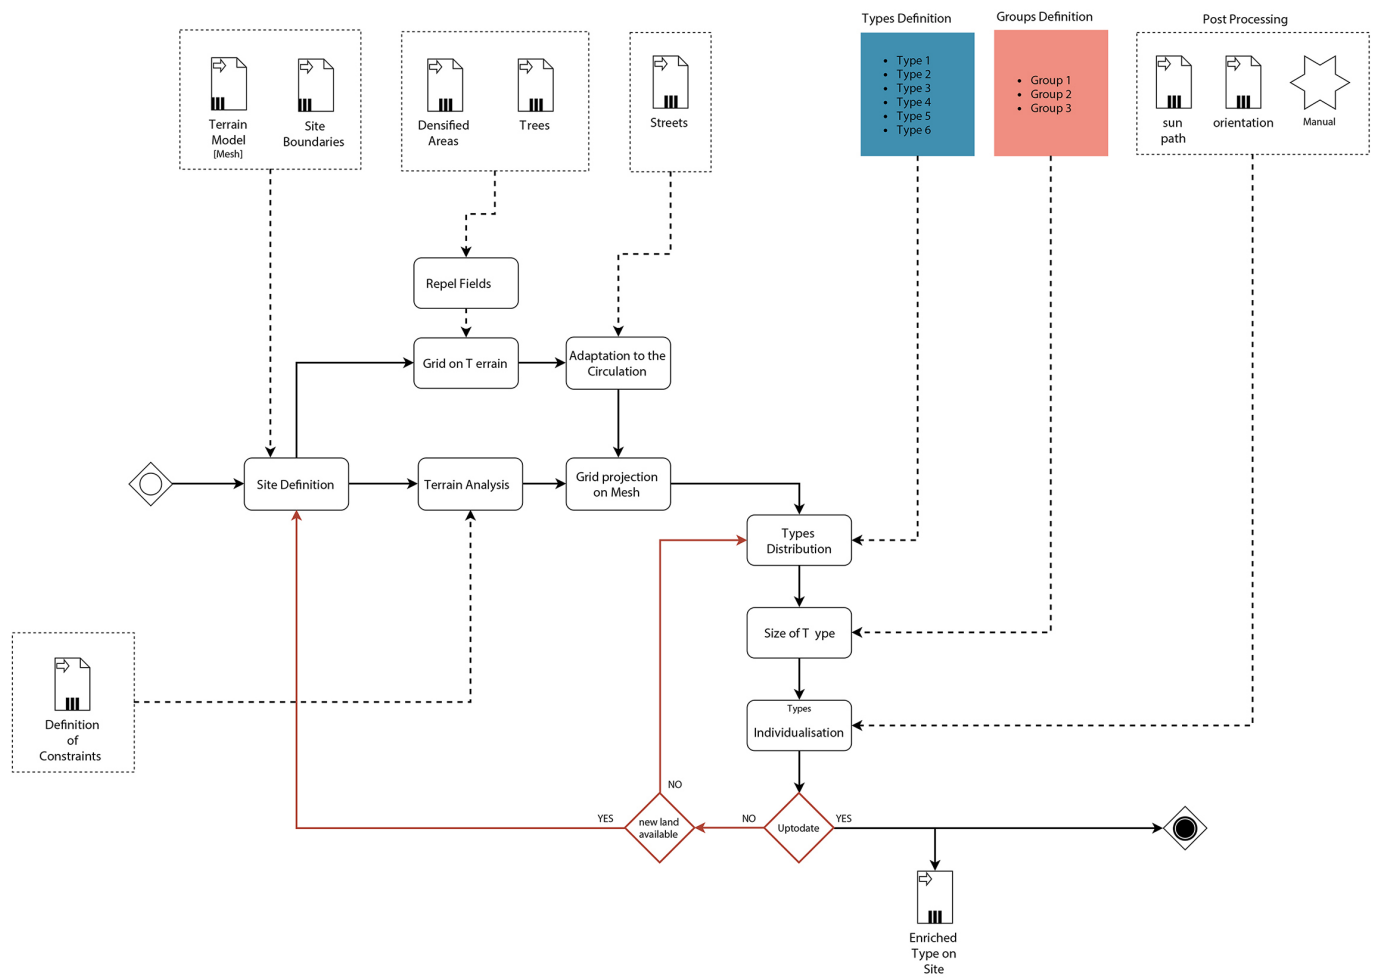 Types Definition
Groups Definition
Post Processing
Terrain
Model
[Mesh]
Site
Boundaries
Densified
Areas
Trees
Streets
• Type 1
• Type 2
• Type 3
• Type 4
• Type 5
• Type 6
• Group 1
• Group 2
• Group 3
sun
path
orientation
Manual
Repel Fields
Grid on T errain
Adaptation to the
Circulation
Site Definition
Terrain Analysis
Grid projection
on Mesh
Types
Distribution
Size of T ype
Types
Individualisation
Definition
of
Constraints
NO
YES
new land
available
NO
Uptodate
YES
Enriched
Type on
Site